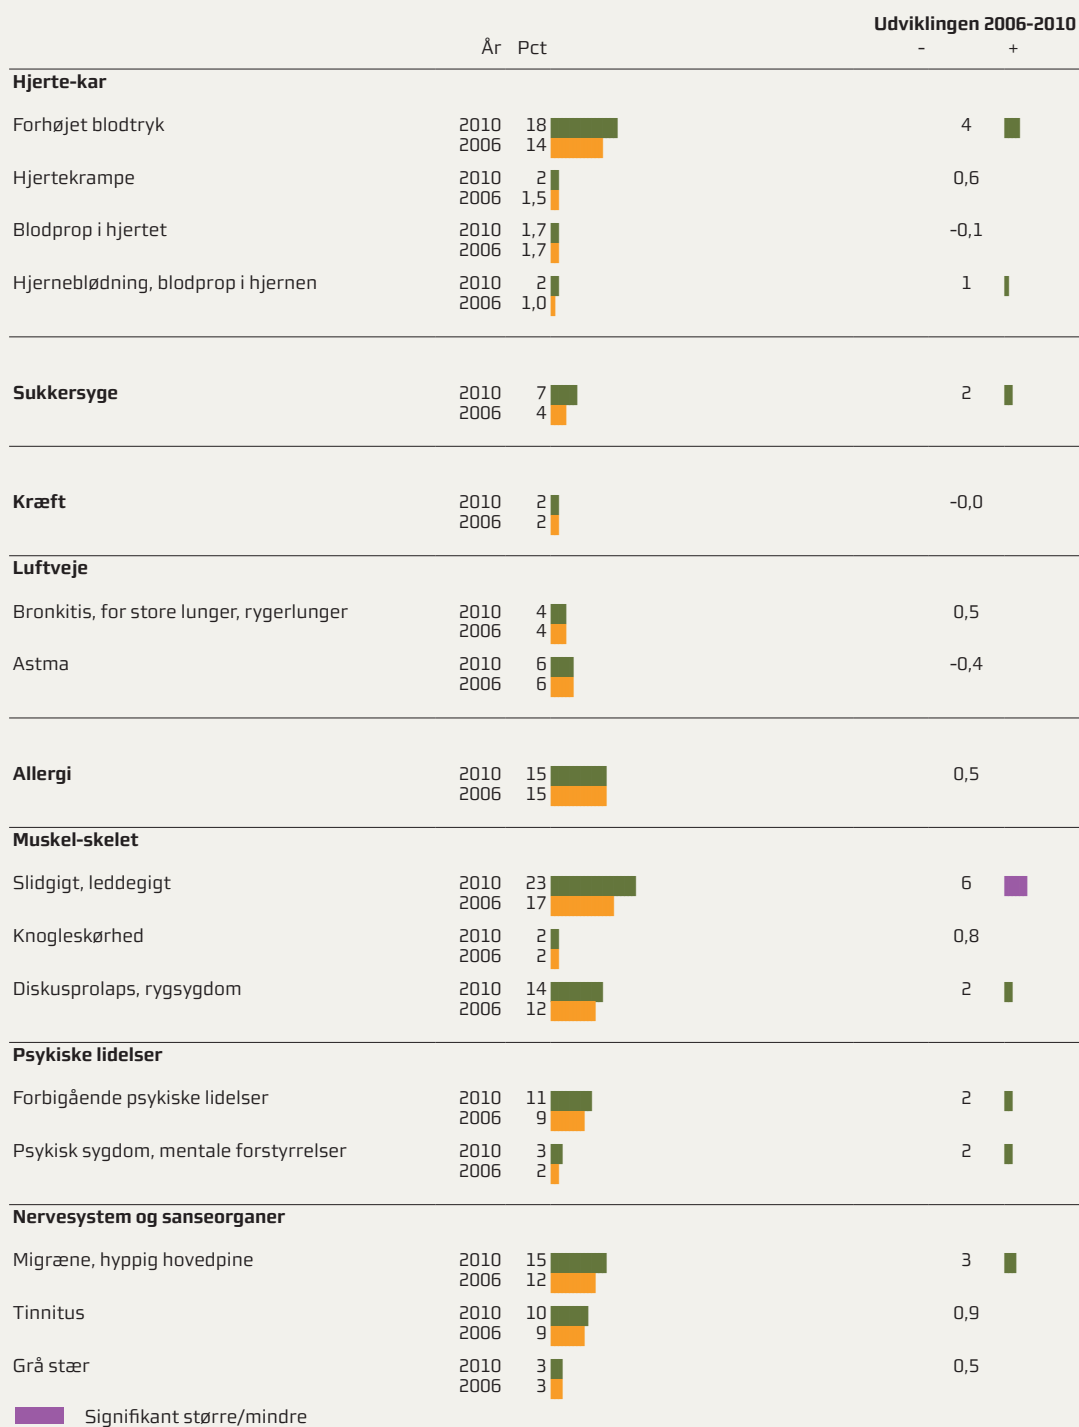 Udviklingen 2006-2010
År Pct - +
Hjerte-kar
Forhøjet blodtryk 2010 18 4
2006 14
Hjertekrampe 2010 2 0,6
2006 1,5
Blodprop i hjertet 2010 1,7 -0,1
2006 1,7
Hjerneblødning, blodprop i hjernen 2010 2 1
2006 1,0
Sukkersyge 2010 7 2
2006 4
Kræft 2010 2 -0,0
2006 2
Luftveje
Bronkitis, for store lunger, rygerlunger 2010 4 0,5
2006 4
Astma 2010 6 -0,4
2006 6
Allergi 2010 15 0,5
2006 15
Muskel-skelet
Slidgigt, leddegigt 2010 23 6
2006 17
Knogleskørhed 2010 2 0,8
2006 2
Diskusprolaps, rygsygdom 2010 14 2
2006 12
Psykiske lidelser
Forbigående psykiske lidelser 2010 11 2
2006 9
Psykisk sygdom, mentale forstyrrelser 2010 3 2
2006 2
Nervesystem og sanseorganer
Migræne, hyppig hovedpine 2010 15 3
2006 12
Tinnitus 2010 10 0,9
2006 9
Grå stær 2010 3 0,5
2006 3
Signifikant større/mindre